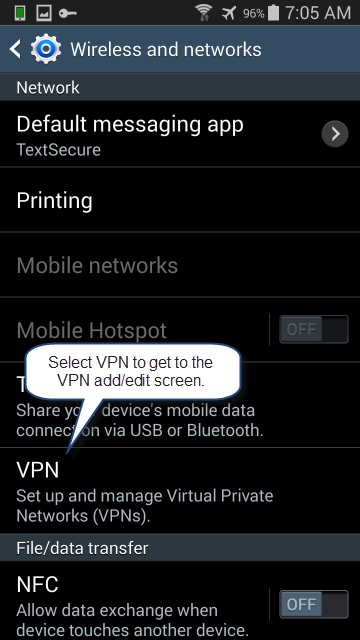 96% 7:05 AM
Wireless and networks
Network
Default messaging app
TextSecure
Printing
Mobile networks
Mobile Hotspot OFF
Select VPN to get to the
VPN add/edit screen.
T
Share your device's mobile data
connection via USB or Bluetooth.
VPN
Set up and manage Virtual Private
Networks (VPNs).
File/data transfer
NFC OFF
Allow data exchange when
device touches another device.